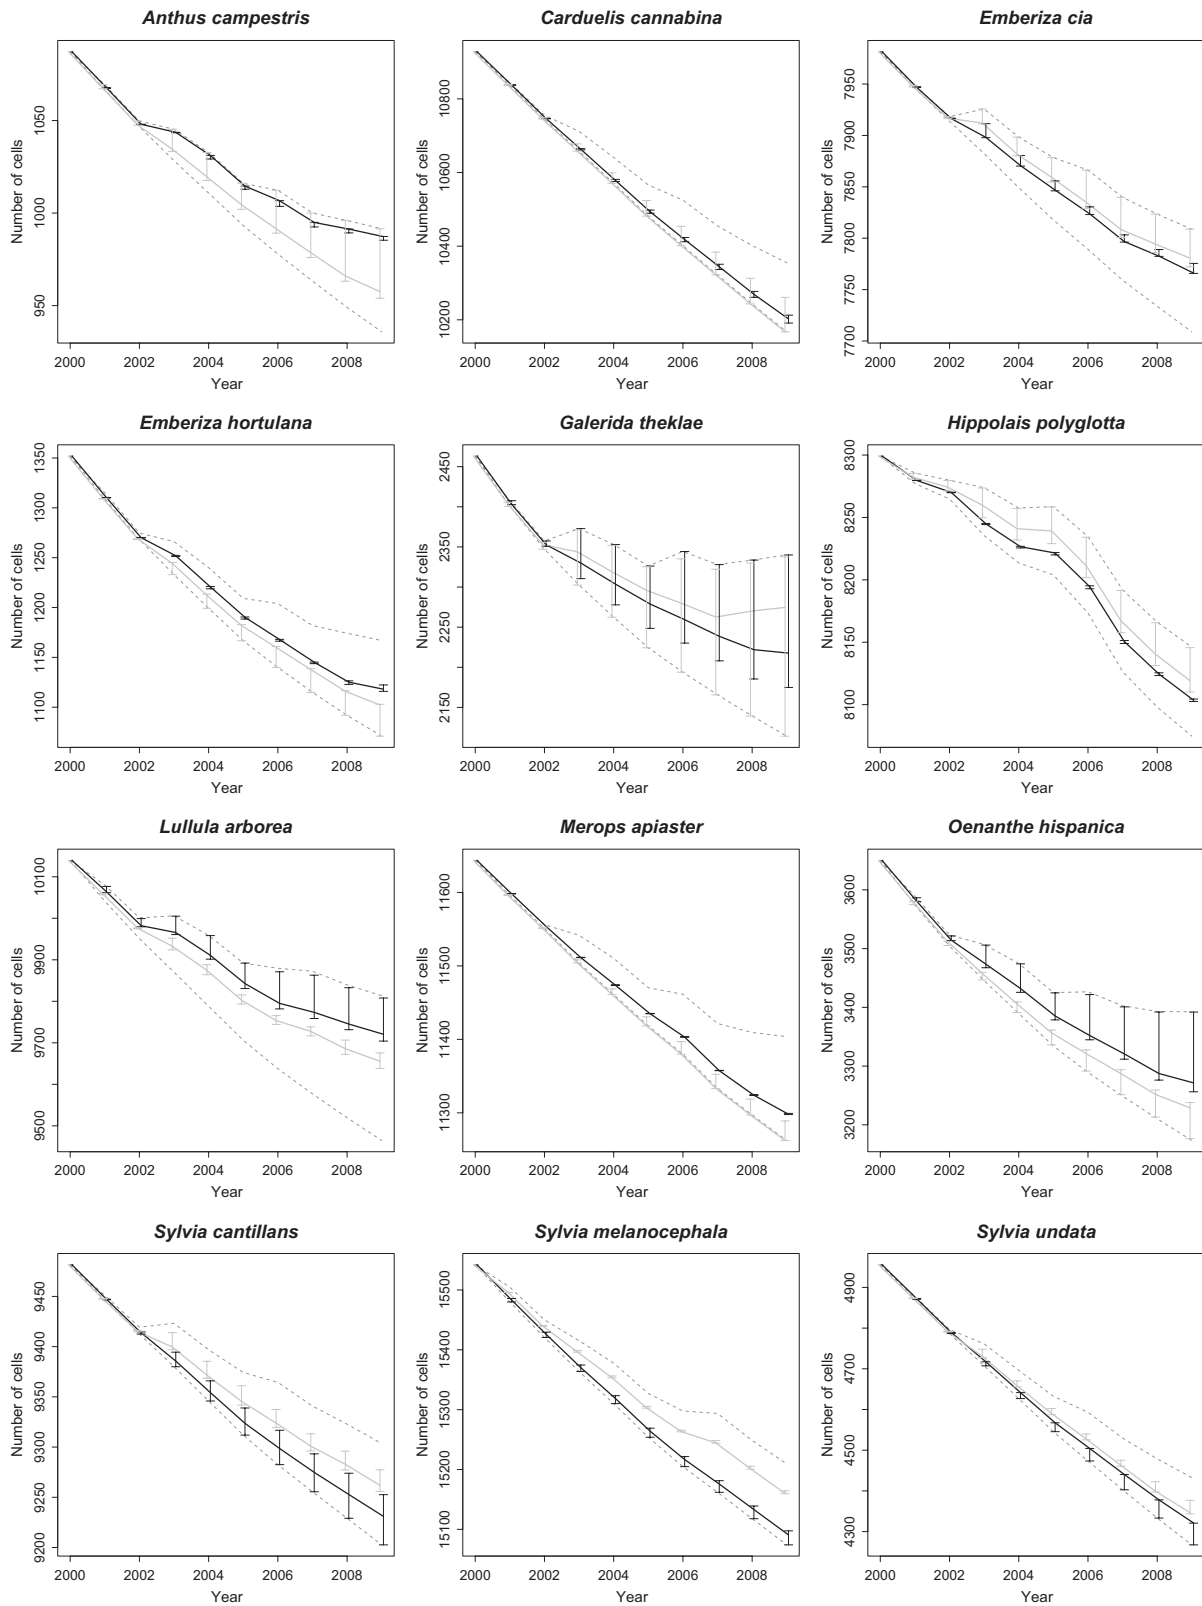 Anthus campestris
Carduelis cannabina
Emberiza cia
Number of cells
950 1000 1050
2000 2002 2004 2006 2008
Year
Number of cells
10200 10400 10600 10800
2000 2002 2004 2006 2008
Year
Number of cells
7700 7750 7800 7850 7900 7950
2000 2002 2004 2006 2008
Year
Emberiza hortulana
Galerida theklae
Hippolais polyglotta
Number of cells
1100 1150 1200 1250 1300 1350
2000 2002 2004 2006 2008
Year
Number of cells
2150 2250 2350 2450
2000 2002 2004 2006 2008
Year
Number of cells
8100 8150 8200 8250 8300
2000 2002 2004 2006 2008
Year
Lullula arborea
Merops apiaster
Oenanthe hispanica
Number of cells
9500 9700 9900 10100
2000 2002 2004 2006 2008
Year
Number of cells
11300 11400 11500 11600
2000 2002 2004 2006 2008
Year
Number of cells
3200 3300 3400 3500 3600
2000 2002 2004 2006 2008
Year
Sylvia cantillans
Sylvia melanocephala
Sylvia undata
Number of cells
9200 9250 9300 9350 9400 9450
2000 2002 2004 2006 2008
Year
Number of cells
15100 15200 15300 15400 15500
2000 2002 2004 2006 2008
Year
Number of cells
4300 4500 4700 4900
2000 2002 2004 2006 2008
Year